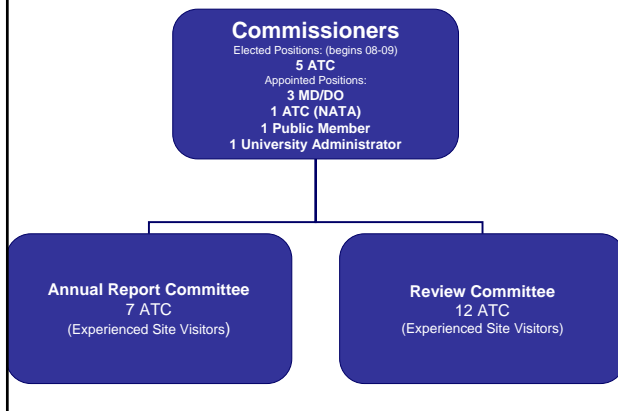 Commissioners
Elected Positions: (begins 08-09)
5 ATC
Appointed Positions:
3 MD/DO
1 ATC (NATA)
1 Public Member
1 University Administrator
Annual Report Committee
7 ATC
(Experienced Site Visitors)
Review Committee
12 ATC
(Experienced Site Visitors)